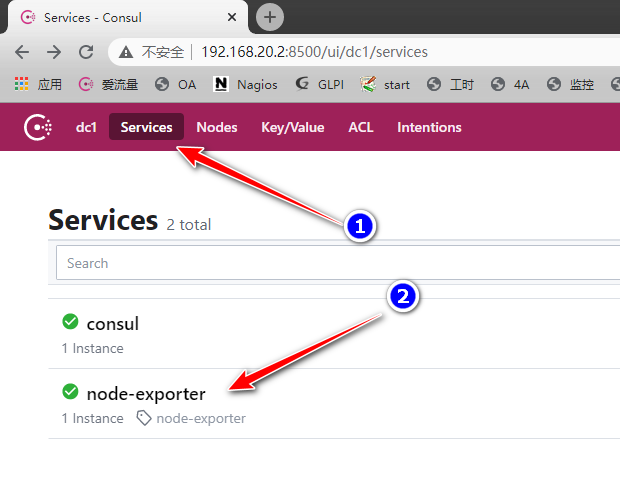 Services - Consul
不安全 192.168.20.2:8500/ui/dc1/services
应用 爱流量 OA Nagios GLPI start 工时 4A 监控
dc1 Services Nodes Key/Value ACL Intentions
1
Services 2 total
Search
2
consul
1 Instance
node-exporter
1 Instance node-exporter